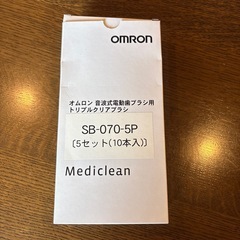 OMRON
オムロン 音波式電動歯ブラシ用
トリプルクリアブラシ
SB-070-5P
〔5セット(10本入)〕
Mediclean